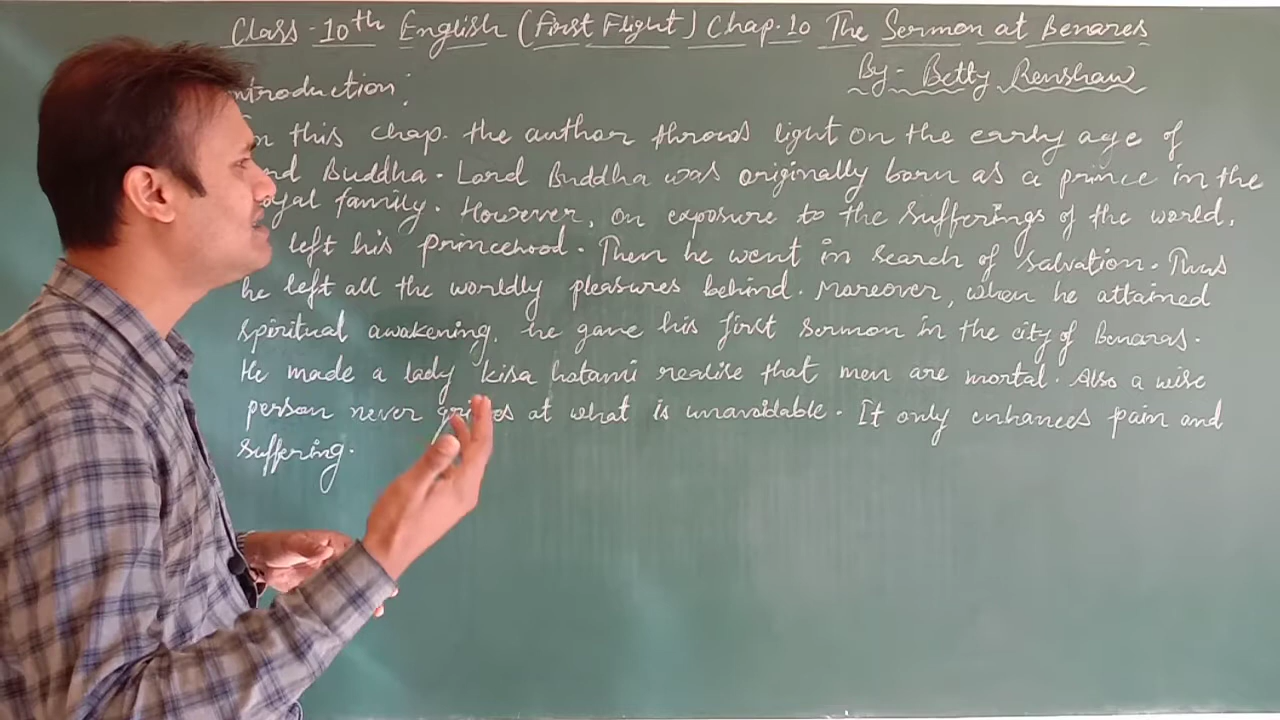 Class - 10th English (First Flight) Chap. 10 The Sermon at Benares
By:- Betty Renshaw
ntroduction:
n this chap. the author throws light on the early age of
rd Buddha. Lord Buddha was originally born as a prince in the
oyal family. However, on exposure to the sufferings of the world,
left his princehood. Then he went in search of salvation. Thus
he left all the worldly pleasures behind. Moreover, when he attained
spiritual awakening, he gave his first sermon in the city of Benaras.
He made a lady kisa hotami realise that men are mortal. Also a wise
person never grieves at what is unavoidable. It only enhances pain and
suffering.